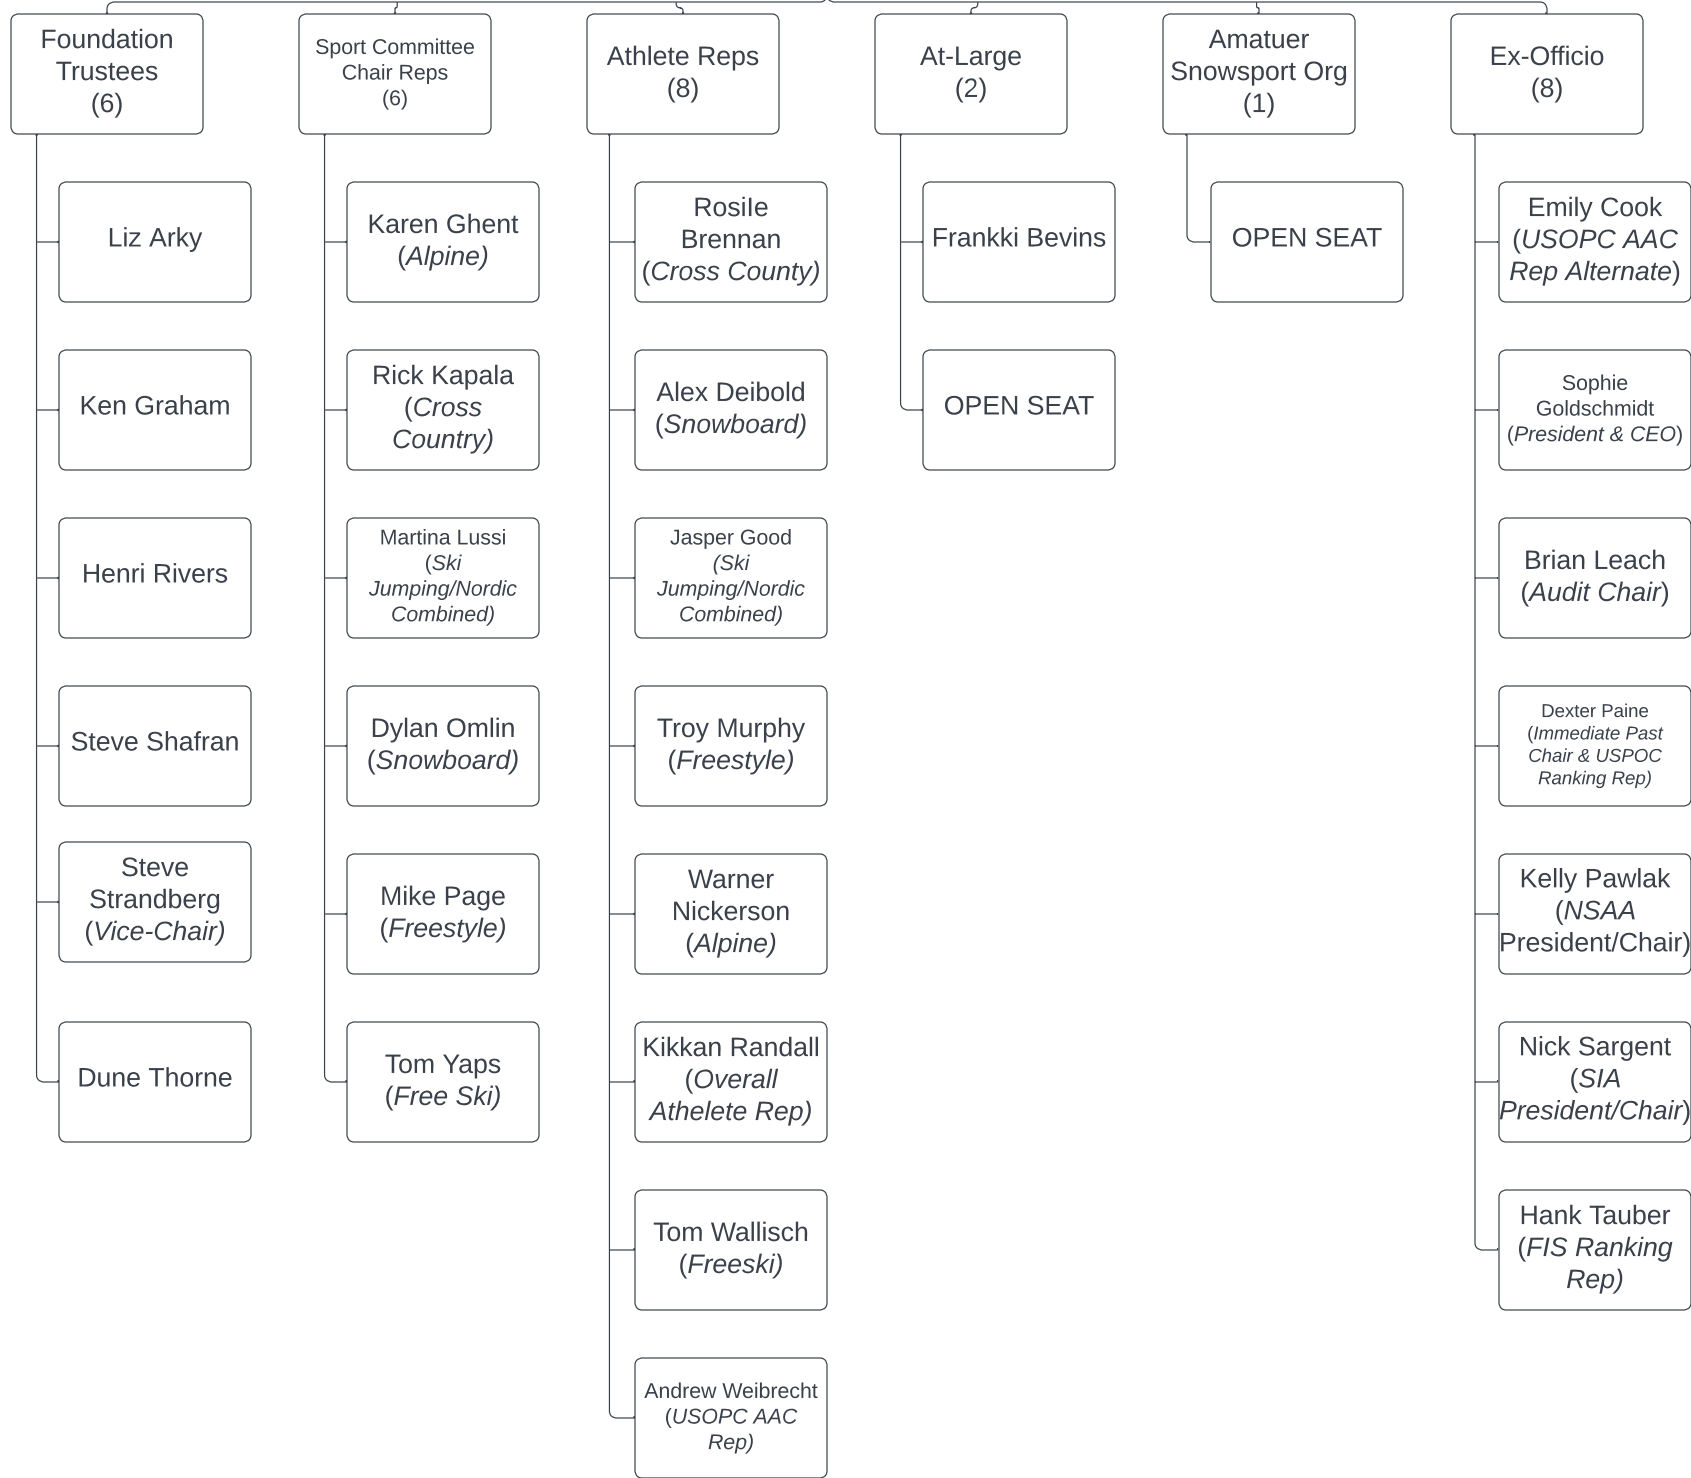 Foundation
Trustees
(6)
Liz Arky
Ken Graham
Henri Rivers
Steve Shafran
Steve
Strandberg
(Vice-Chair)
Dune Thorne
Sport Committee
Chair Reps
(6)
Karen Ghent
(Alpine)
Rick Kapala
(Cross
Country)
Martina Lussi
(Ski
Jumping/Nordic
Combined)
Dylan Omlin
(Snowboard)
Mike Page
(Freestyle)
Tom Yaps
(Free Ski)
Athlete Reps
(8)
Rosile
Brennan
(Cross County)
Alex Deibold
(Snowboard)
Jasper Good
(Ski
Jumping/Nordic
Combined)
Troy Murphy
(Freestyle)
Warner
Nickerson
(Alpine)
Kikkan Randall
(Overall
Athelete Rep)
Tom Wallisch
(Freeski)
Andrew Weibrecht
(USOPC AAC
Rep)
At-Large
(2)
Frankki Bevins
OPEN SEAT
Amatuer
Snowsport Org
(1)
OPEN SEAT
Ex-Officio
(8)
Emily Cook
(USOPC AAC
Rep Alternate)
Sophie
Goldschmidt
(President & CEO)
Brian Leach
(Audit Chair)
Dexter Paine
(Immediate Past
Chair & USPOC
Ranking Rep)
Kelly Pawlak
(NSAA
President/Chair)
Nick Sargent
(SIA
President/Chair)
Hank Tauber
(FIS Ranking
Rep)